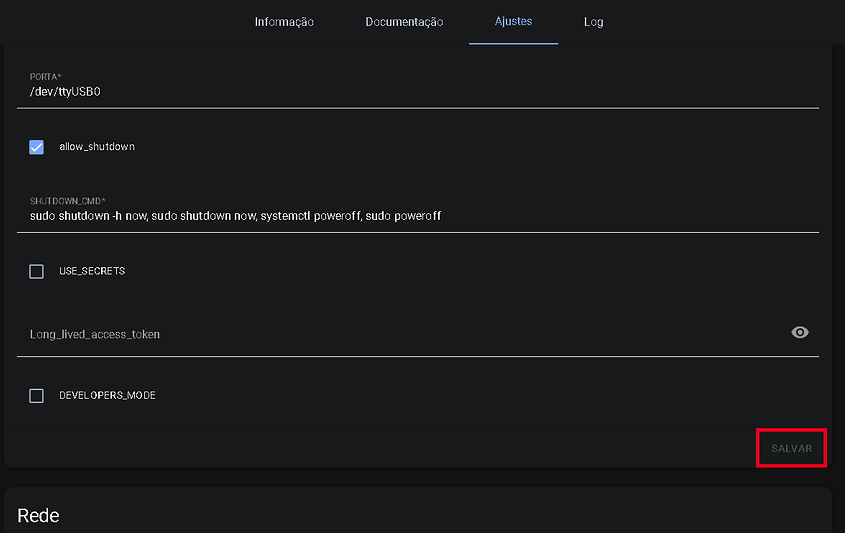 Informação Documentação Ajustes Log
PORTA*
/dev/ttyUSB0
allow_shutdown
SHUTDOWN_CMD*
sudo shutdown -h now, sudo shutdown now, systemctl poweroff, sudo poweroff
USE_SECRETS
Long_lived_access_token
DEVELOPERS_MODE
SALVAR
Rede